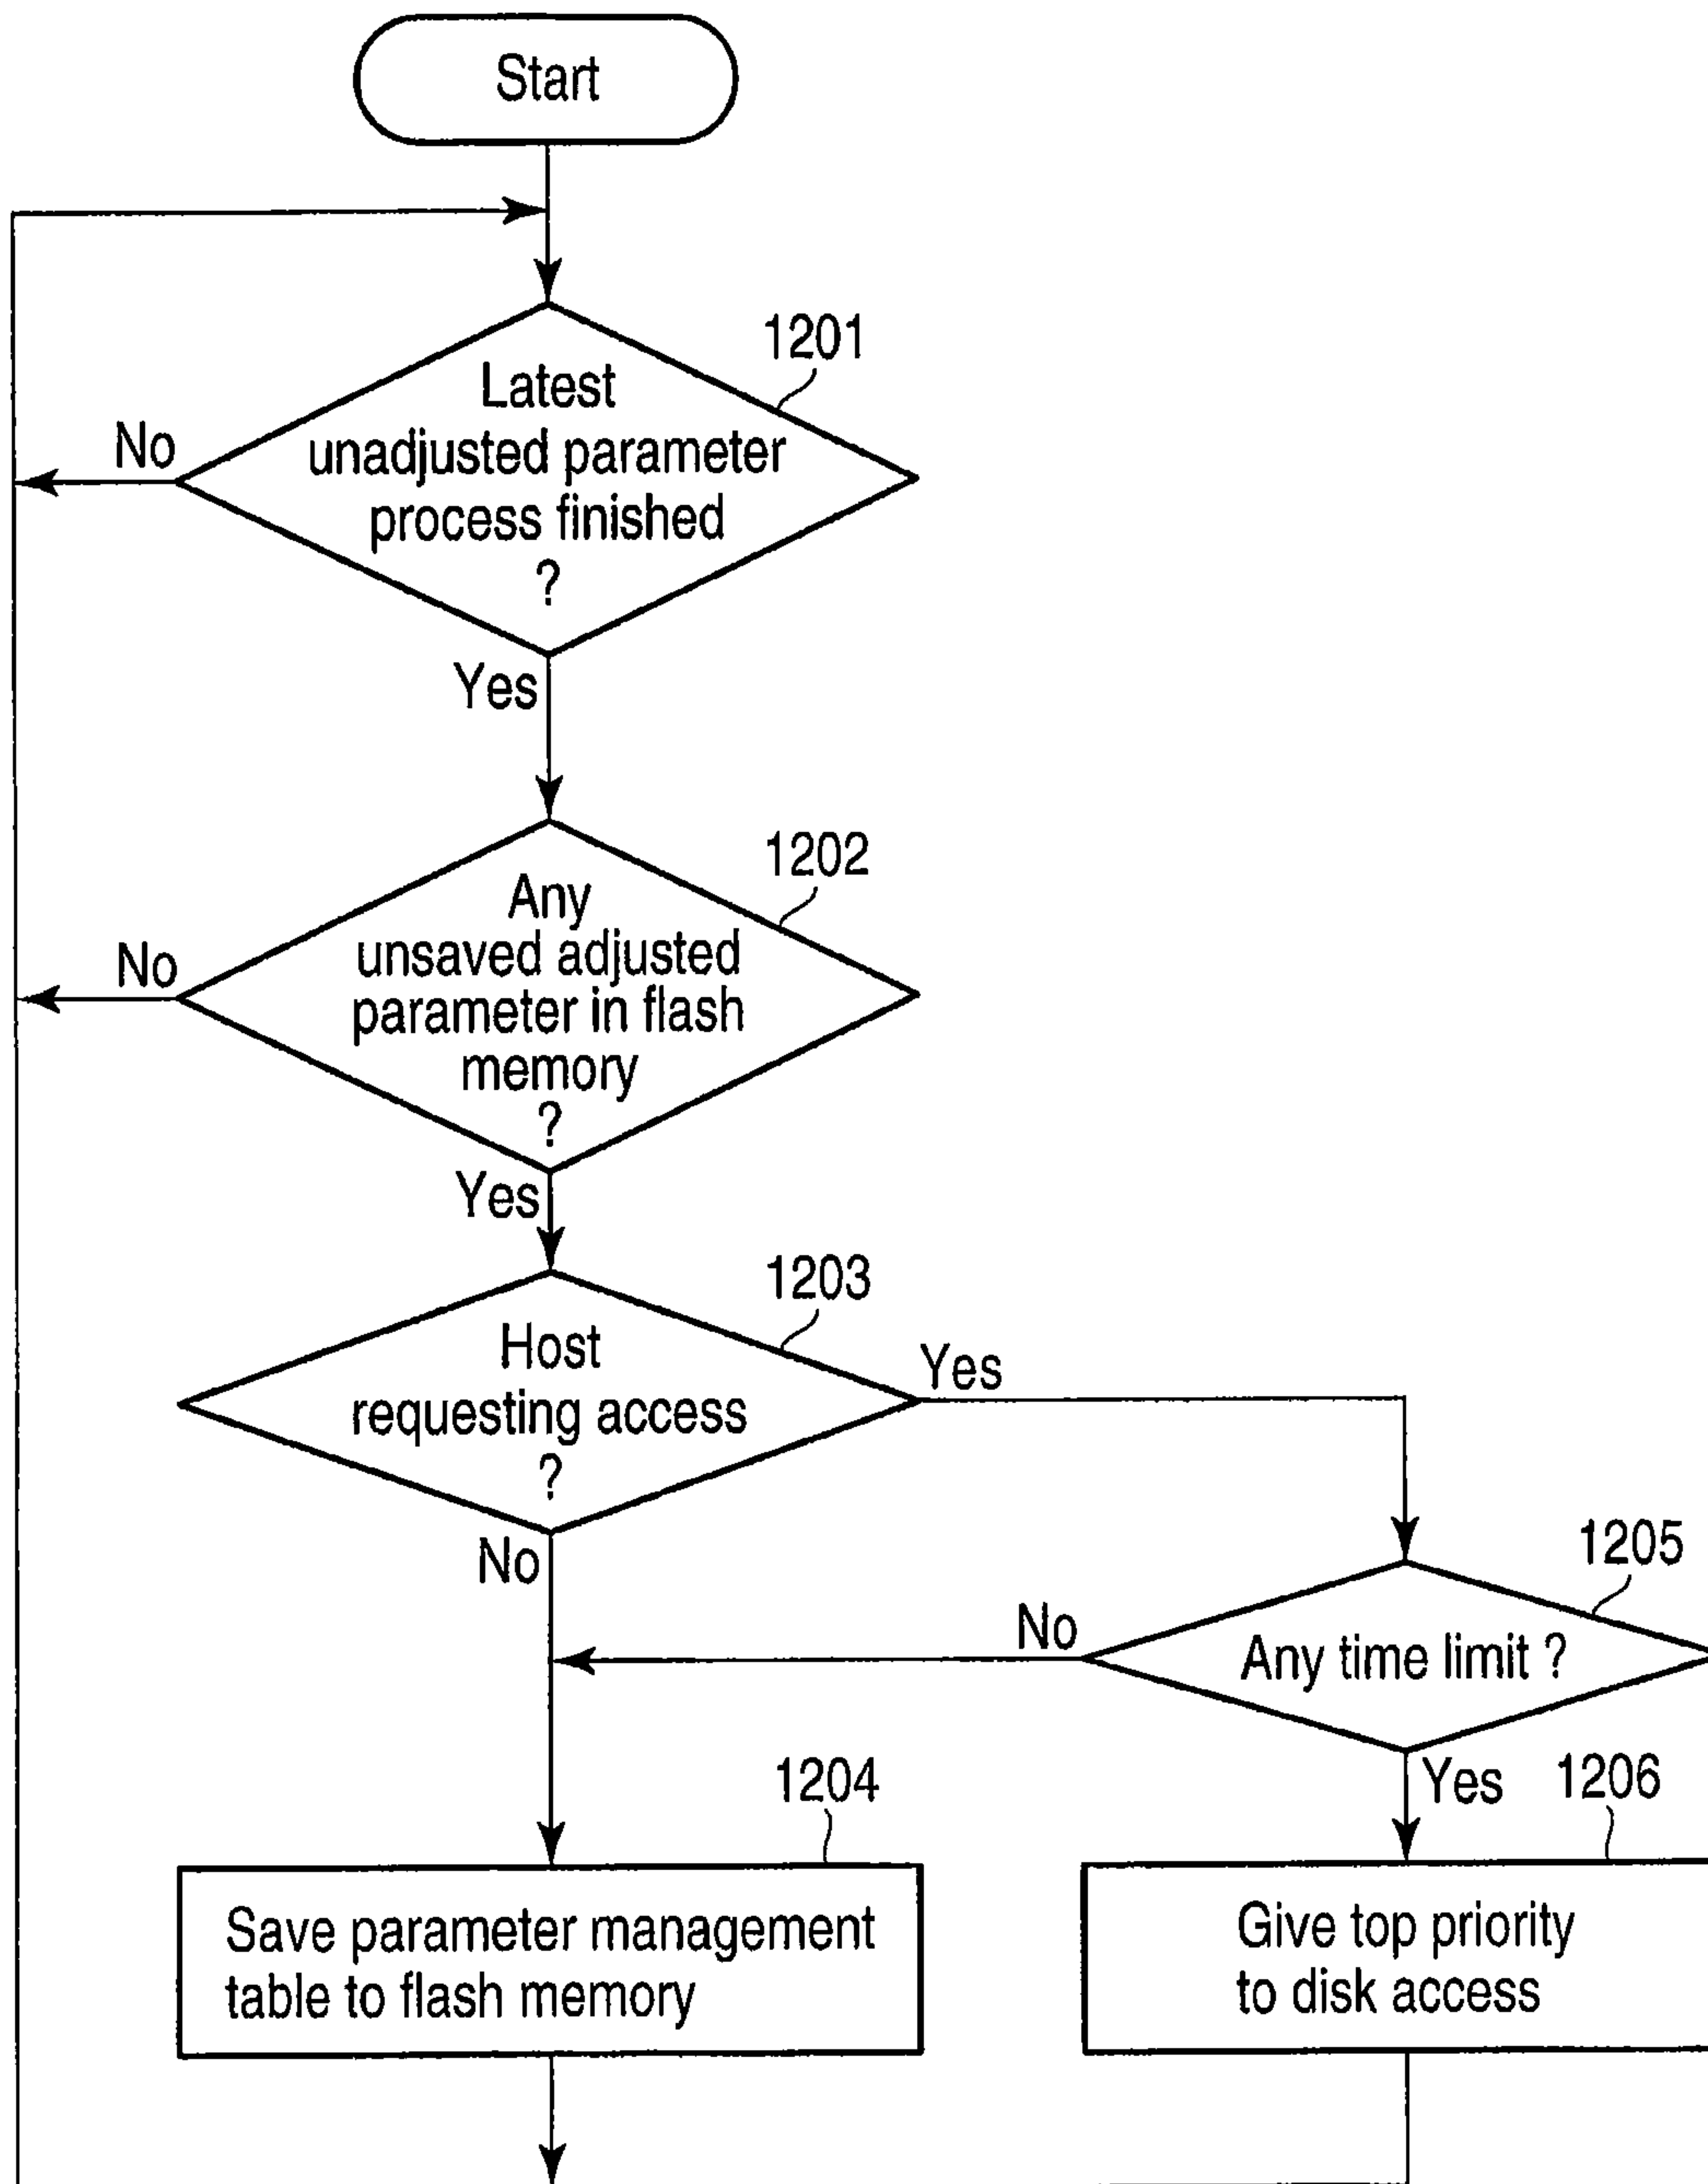 Start
1201
Latest
unadjusted parameter
process finished
?
No
Yes
1202
Any
unsaved adjusted
parameter in flash
memory
?
No
Yes
1203
Host
requesting access
?
Yes
No
1205
Any time limit ?
No
Yes
1204
Save parameter management
table to flash memory
1206
Give top priority
to disk access